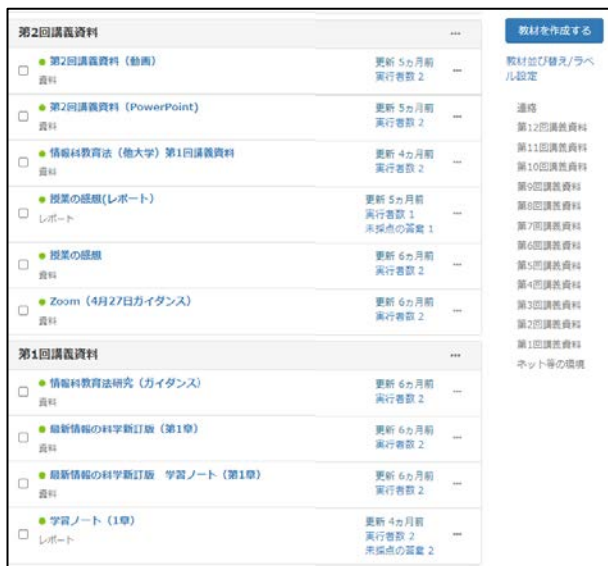 第2回講義資料
第2回講義資料（動画）
資料
更新 5ヵ月前
実行者数 2
第2回講義資料（PowerPoint）
資料
更新 5ヵ月前
実行者数 2
情報科教育法（他大学）第1回講義資料
資料
更新 4ヵ月前
実行者数 2
授業の感想(レポート）
レポート
更新 5ヵ月前
実行者数 1
未採点の答案 1
授業の感想
資料
更新 6ヵ月前
実行者数 2
Zoom（4月27日ガイダンス）
資料
更新 6ヵ月前
実行者数 2
第1回講義資料
情報科教育法研究（ガイダンス）
資料
更新 6ヵ月前
実行者数 2
最新情報の科学新訂版（第1章）
資料
更新 6ヵ月前
実行者数 2
最新情報の科学新訂版　学習ノート（第1章）
資料
更新 6ヵ月前
実行者数 2
学習ノート（1章）
レポート
更新 4ヵ月前
実行者数 2
未採点の答案 2
教材を作成する
教材並び替え/ラベ
ル設定
連絡
第12回講義資料
第11回講義資料
第10回講義資料
第9回講義資料
第8回講義資料
第7回講義資料
第6回講義資料
第5回講義資料
第4回講義資料
第3回講義資料
第2回講義資料
第1回講義資料
ネット等の環境